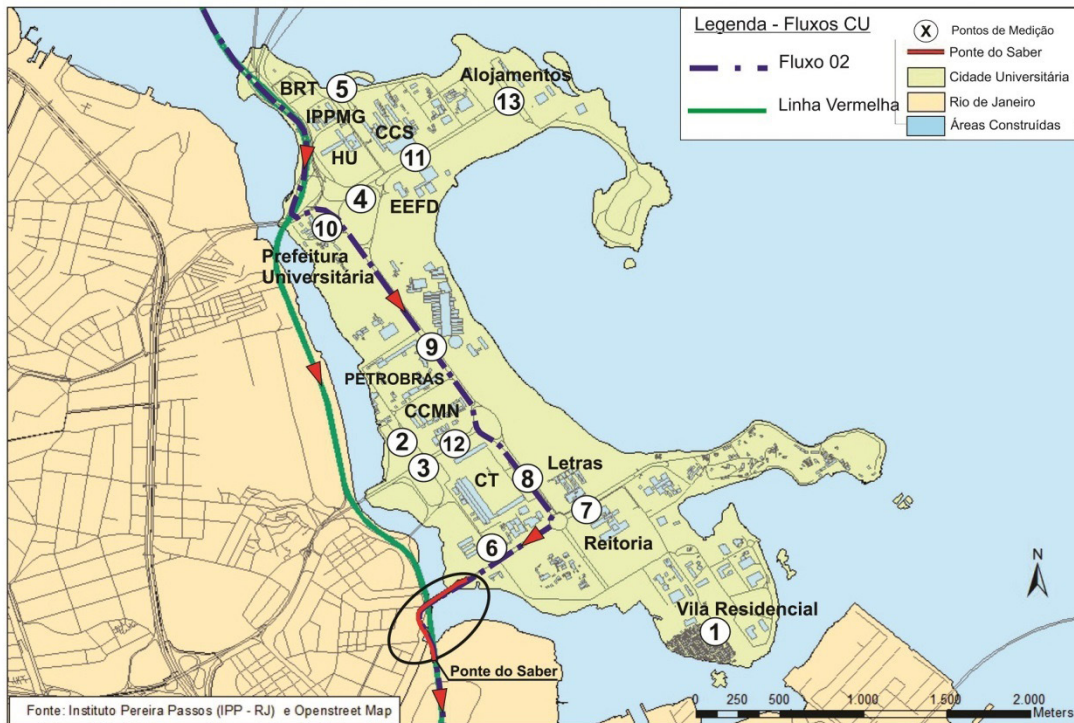 Legenda - Fluxos CU
Fluxo 02
Linha Vermelha
X Pontos de Medição
Ponte do Saber
Cidade Universitária
Rio de Janeiro
Áreas Construídas
BRT
5
IPPMG
Alojamentos
13
CCS
HU
11
4
EEFD
10
Prefeitura
Universitária
9
PETROBRAS
CCMN
2
12
3
CT
8
Letras
7
6
Reitoria
Vila Residencial
1
Ponte do Saber
N
0 250 500 1.000 1.500 2.000
Meters
Fonte: Instituto Pereira Passos (IPP - RJ) e Openstreet Map